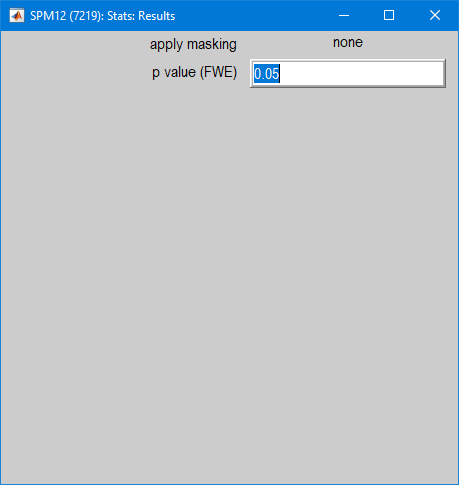 SPM12 (7219): Stats: Results
apply masking none
p value (FWE) 0.05